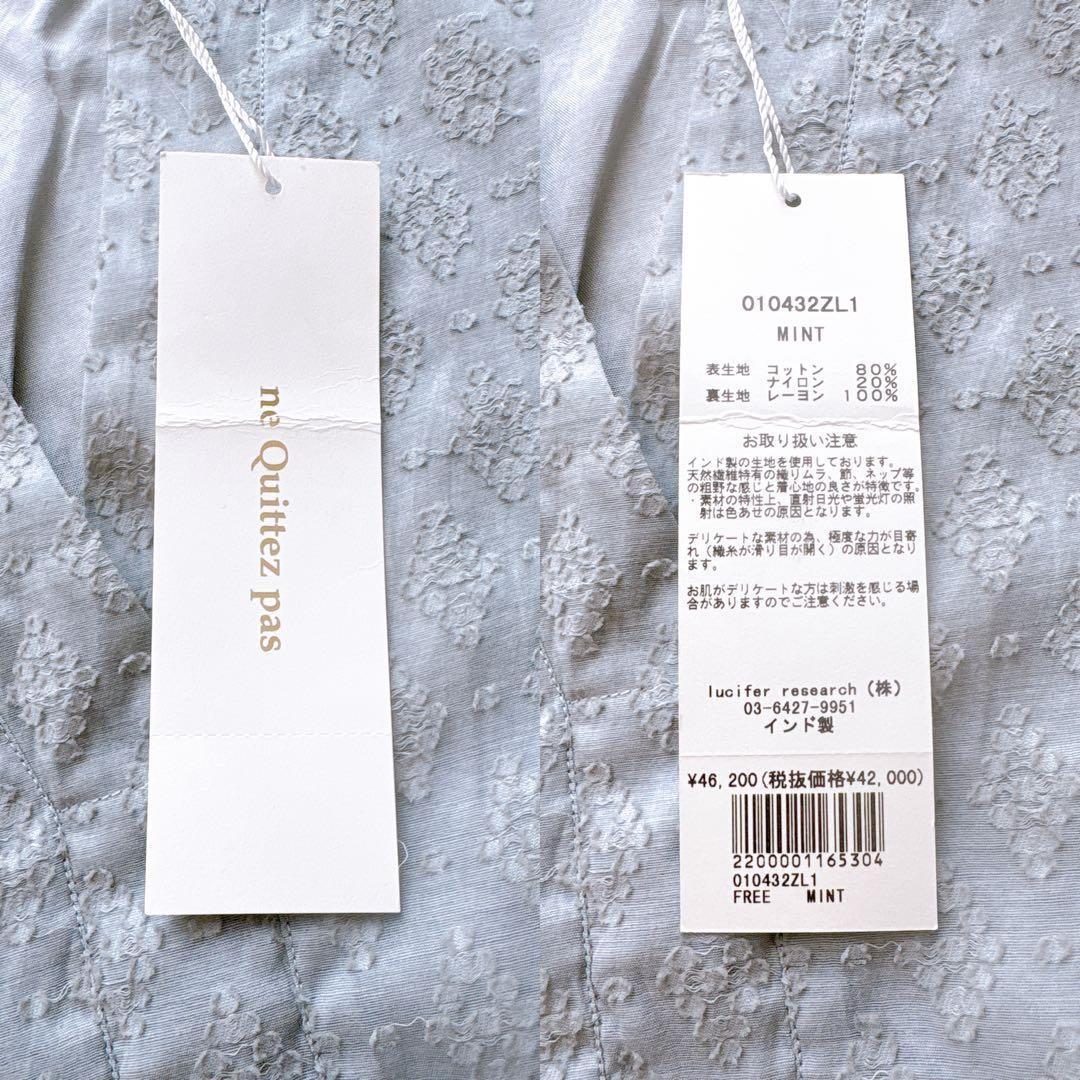 ne Quittez pas
010432ZL1
MINT
表生地 コットン 80%
ナイロン 20%
裏生地 レーヨン 100%
お取り扱い注意
インド製の生地を使用しております。
天然繊維特有の織りムラ、節、ネップ等
の粗野な感じと着心地の良さが特徴です。
・素材の特性上、直射日光や蛍光灯の照
射は色あせの原因となります。
デリケートな素材の為、極度な力が目寄
れ（織糸が滑り目が開く）の原因となり
ます。
お肌がデリケートな方は刺激を感じる場
合がありますのでご注意ください。
lucifer research（株）
03-6427-9951
インド製
¥46,200(税抜価格¥42,000)
2200001165304
010432ZL1
FREE MINT